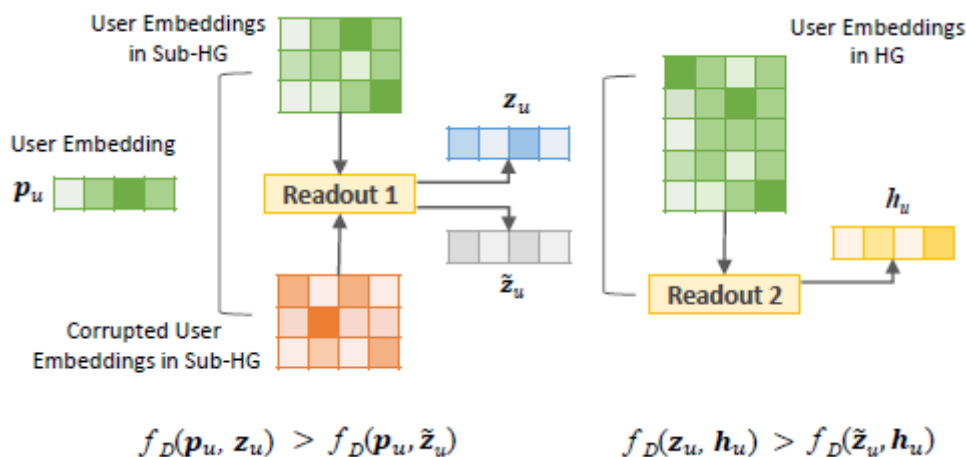 User Embeddings
in Sub-HG
User Embeddings
in HG
z_u
User Embedding
p_u
Readout 1
h_u
z̃_u
Readout 2
Corrupted User
Embeddings in Sub-HG
f_D(p_u, z_u) > f_D(p_u, z̃_u)
f_D(z_u, h_u) > f_D(z̃_u, h_u)